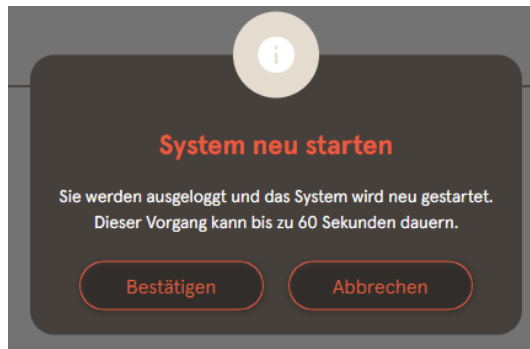 System neu starten
Sie werden ausgeloggt und das System wird neu gestartet.
Dieser Vorgang kann bis zu 60 Sekunden dauern.
Bestätigen
Abbrechen